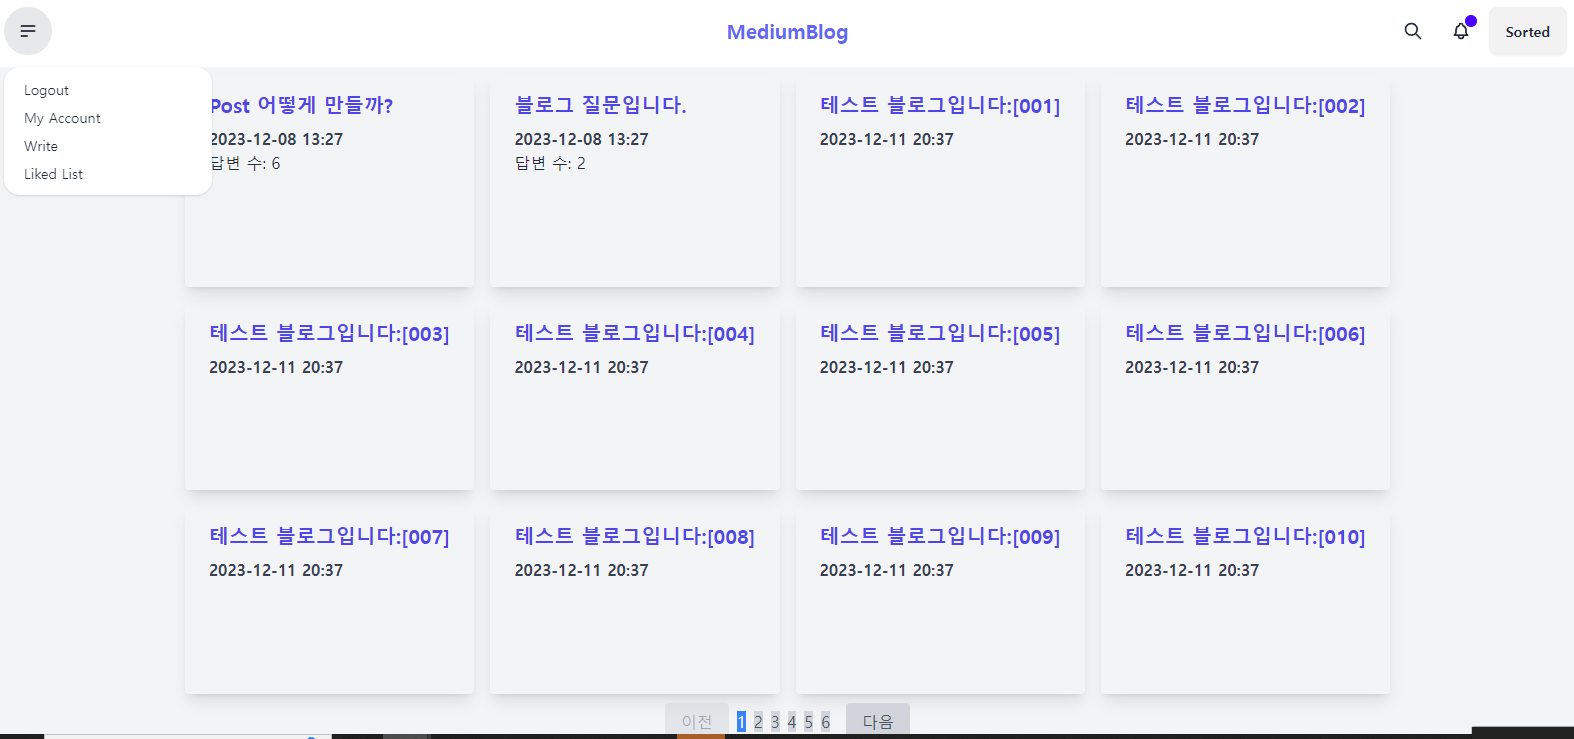 MediumBlog
Sorted
Logout
My Account
Write
Liked List
Post 어떻게 만들까?
2023-12-08 13:27
답변 수: 6
블로그 질문입니다.
2023-12-08 13:27
답변 수: 2
테스트 블로그입니다:[001]
2023-12-11 20:37
테스트 블로그입니다:[002]
2023-12-11 20:37
테스트 블로그입니다:[003]
2023-12-11 20:37
테스트 블로그입니다:[004]
2023-12-11 20:37
테스트 블로그입니다:[005]
2023-12-11 20:37
테스트 블로그입니다:[006]
2023-12-11 20:37
테스트 블로그입니다:[007]
2023-12-11 20:37
테스트 블로그입니다:[008]
2023-12-11 20:37
테스트 블로그입니다:[009]
2023-12-11 20:37
테스트 블로그입니다:[010]
2023-12-11 20:37
이전 1 2 3 4 5 6 다음